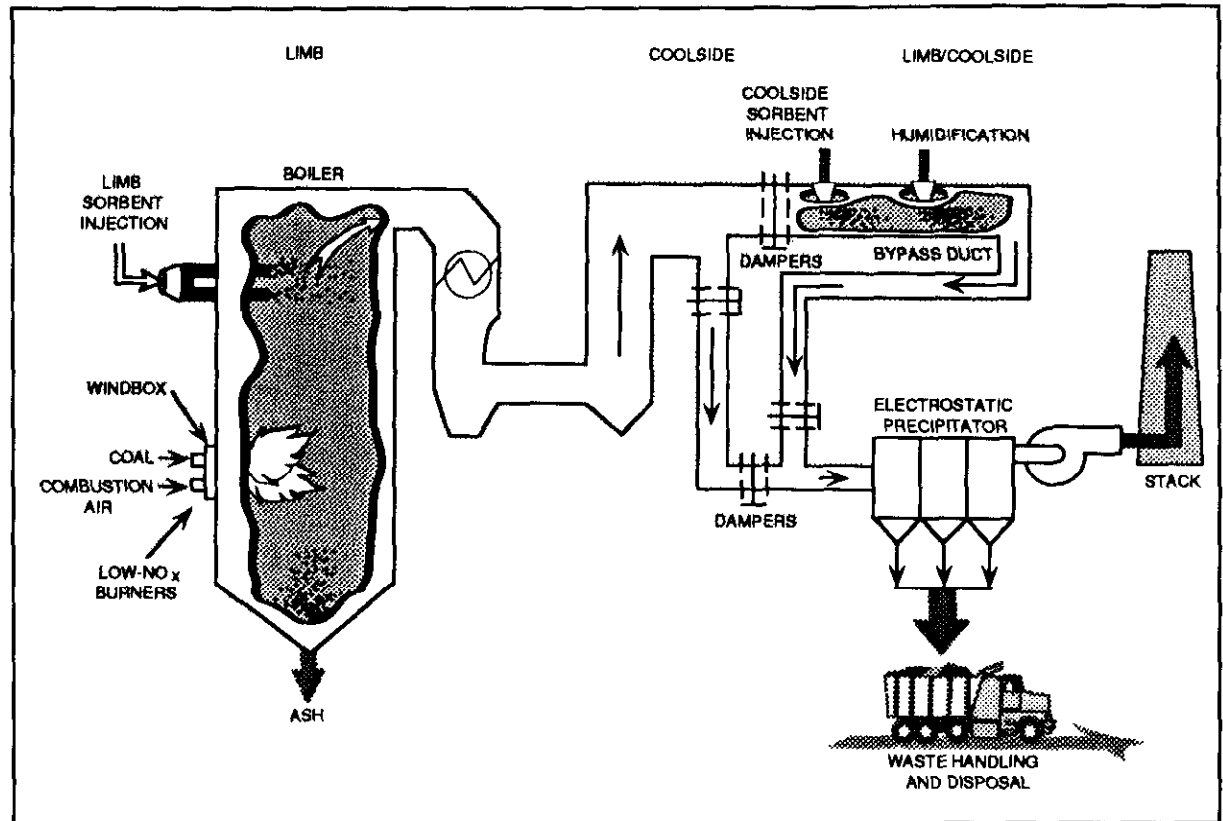 LIMB
COOLSIDE
LIMB/COOLSIDE
COOLSIDE
SORBENT
INJECTION
HUMIDIFICATION
BOILER
LIMB
SORBENT
INJECTION
DAMPERS
BYPASS DUCT
WINDBOX
COAL
COMBUSTION
AIR
LOW-NOx
BURNERS
ELECTROSTATIC
PRECIPITATOR
STACK
DAMPERS
ASH
WASTE HANDLING
AND DISPOSAL